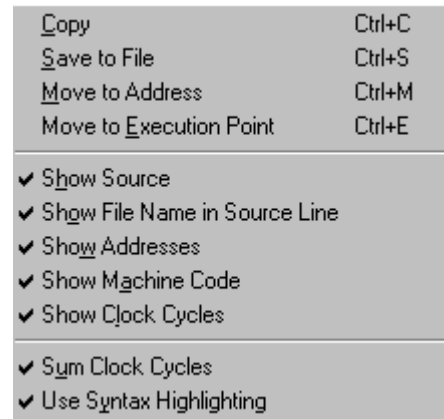 Copy Ctrl+C
Save to File Ctrl+S
Move to Address Ctrl+M
Move to Execution Point Ctrl+E
Show Source
Show File Name in Source Line
Show Addresses
Show Machine Code
Show Clock Cycles
Sum Clock Cycles
Use Syntax Highlighting